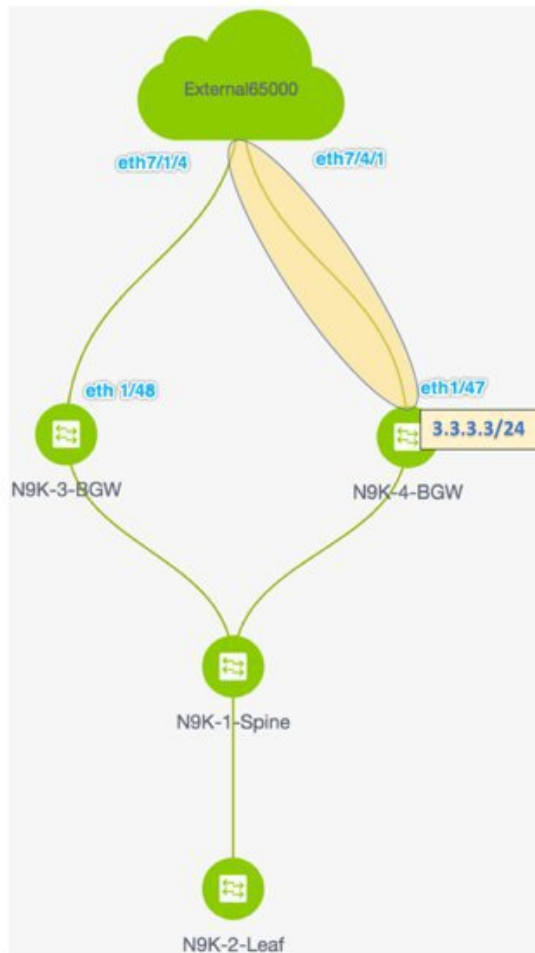 External65000
eth7/1/4
eth7/4/1
eth 1/48
eth1/47
3.3.3.3/24
N9K-3-BGW
N9K-4-BGW
N9K-1-Spine
N9K-2-Leaf